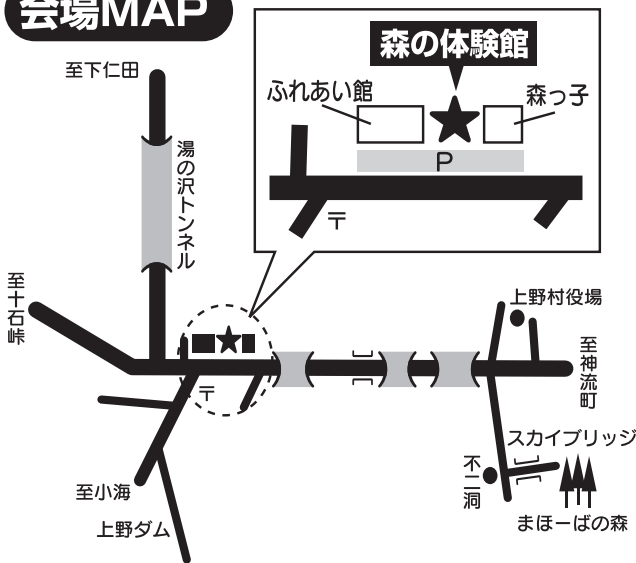 会場MAP
森の体験館
至下仁田
ふれあい館
森っ子
P
湯の沢トンネル
〒
至十石峠
上野村役場
至神流町
〒
スカイブリッジ
不二洞
至小海
上野ダム
まほーばの森